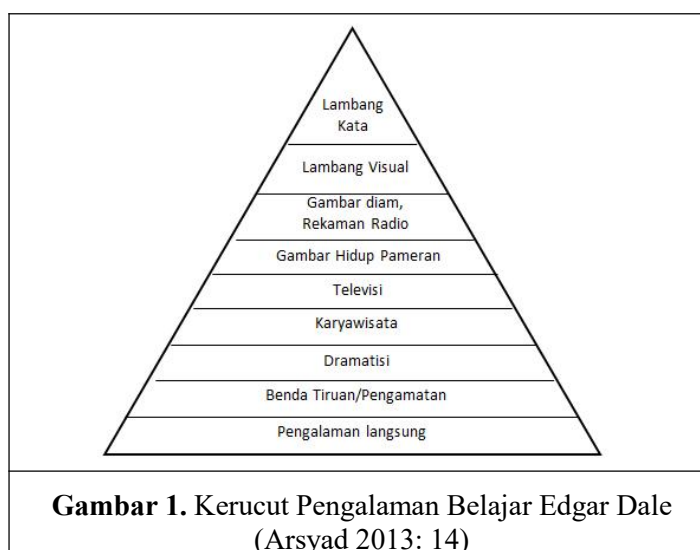 Lambang
Kata
Lambang Visual
Gambar diam,
Rekaman Radio
Gambar Hidup Pameran
Televisi
Karyawisata
Dramatisi
Benda Tiruan/Pengamatan
Pengalaman langsung
Gambar 1. Kerucut Pengalaman Belajar Edgar Dale
(Arsyad 2013: 14)